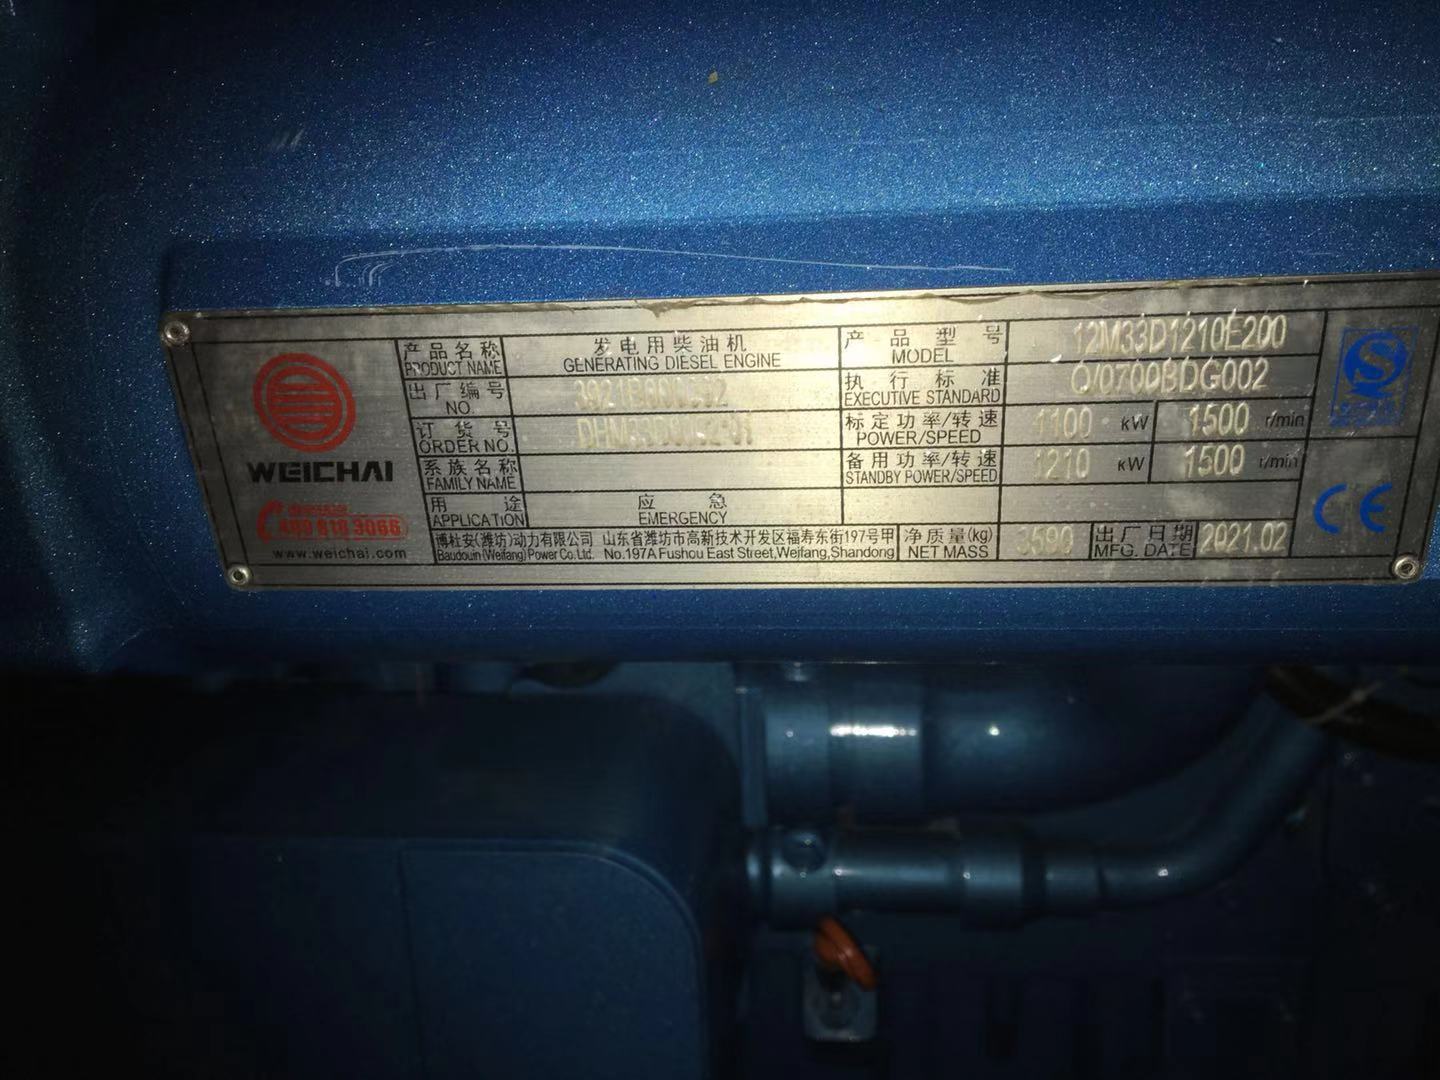 产品名称
PRODUCT NAME
发电用柴油机
GENERATING DIESEL ENGINE
产品型号
MODEL
12M33D1210E200
出厂编号
NO.
执行标准
EXECUTIVE STANDARD
订货号
ORDER NO.
标定功率/转速
POWER/SPEED
1100 kW
1500 r/min
WEICHAI
系族名称
FAMILY NAME
备用功率/转速
STANDBY POWER/SPEED
1210 kW
1500 r/min
用途
APPLICATION
应急
EMERGENCY
400 618 3066
www.weichai.com
博杜安(潍坊)动力有限公司 山东省潍坊市高新技术开发区福寿东街197号甲
Baudouin (Weifang) Power Co. Ltd. No.197A Fushou East Street, Weifang, Shandong
净质量(kg)
NET MASS
3590
出厂日期
MFG. DATE
2021.02
S
CE